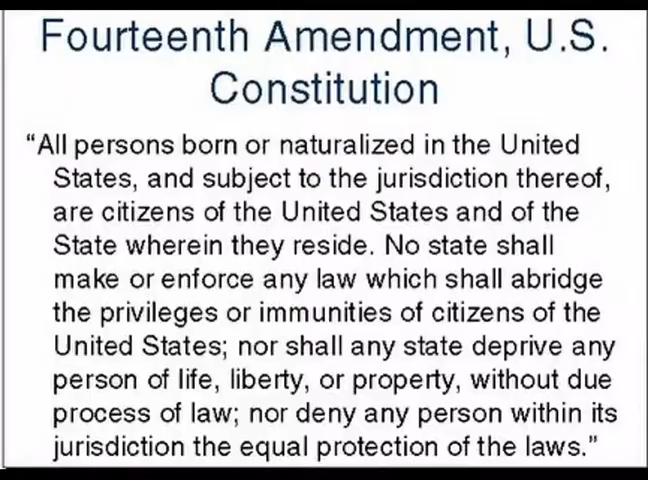 Fourteenth Amendment, U.S.
Constitution
“All persons born or naturalized in the United
States, and subject to the jurisdiction thereof,
are citizens of the United States and of the
State wherein they reside. No state shall
make or enforce any law which shall abridge
the privileges or immunities of citizens of the
United States; nor shall any state deprive any
person of life, liberty, or property, without due
process of law; nor deny any person within its
jurisdiction the equal protection of the laws.”